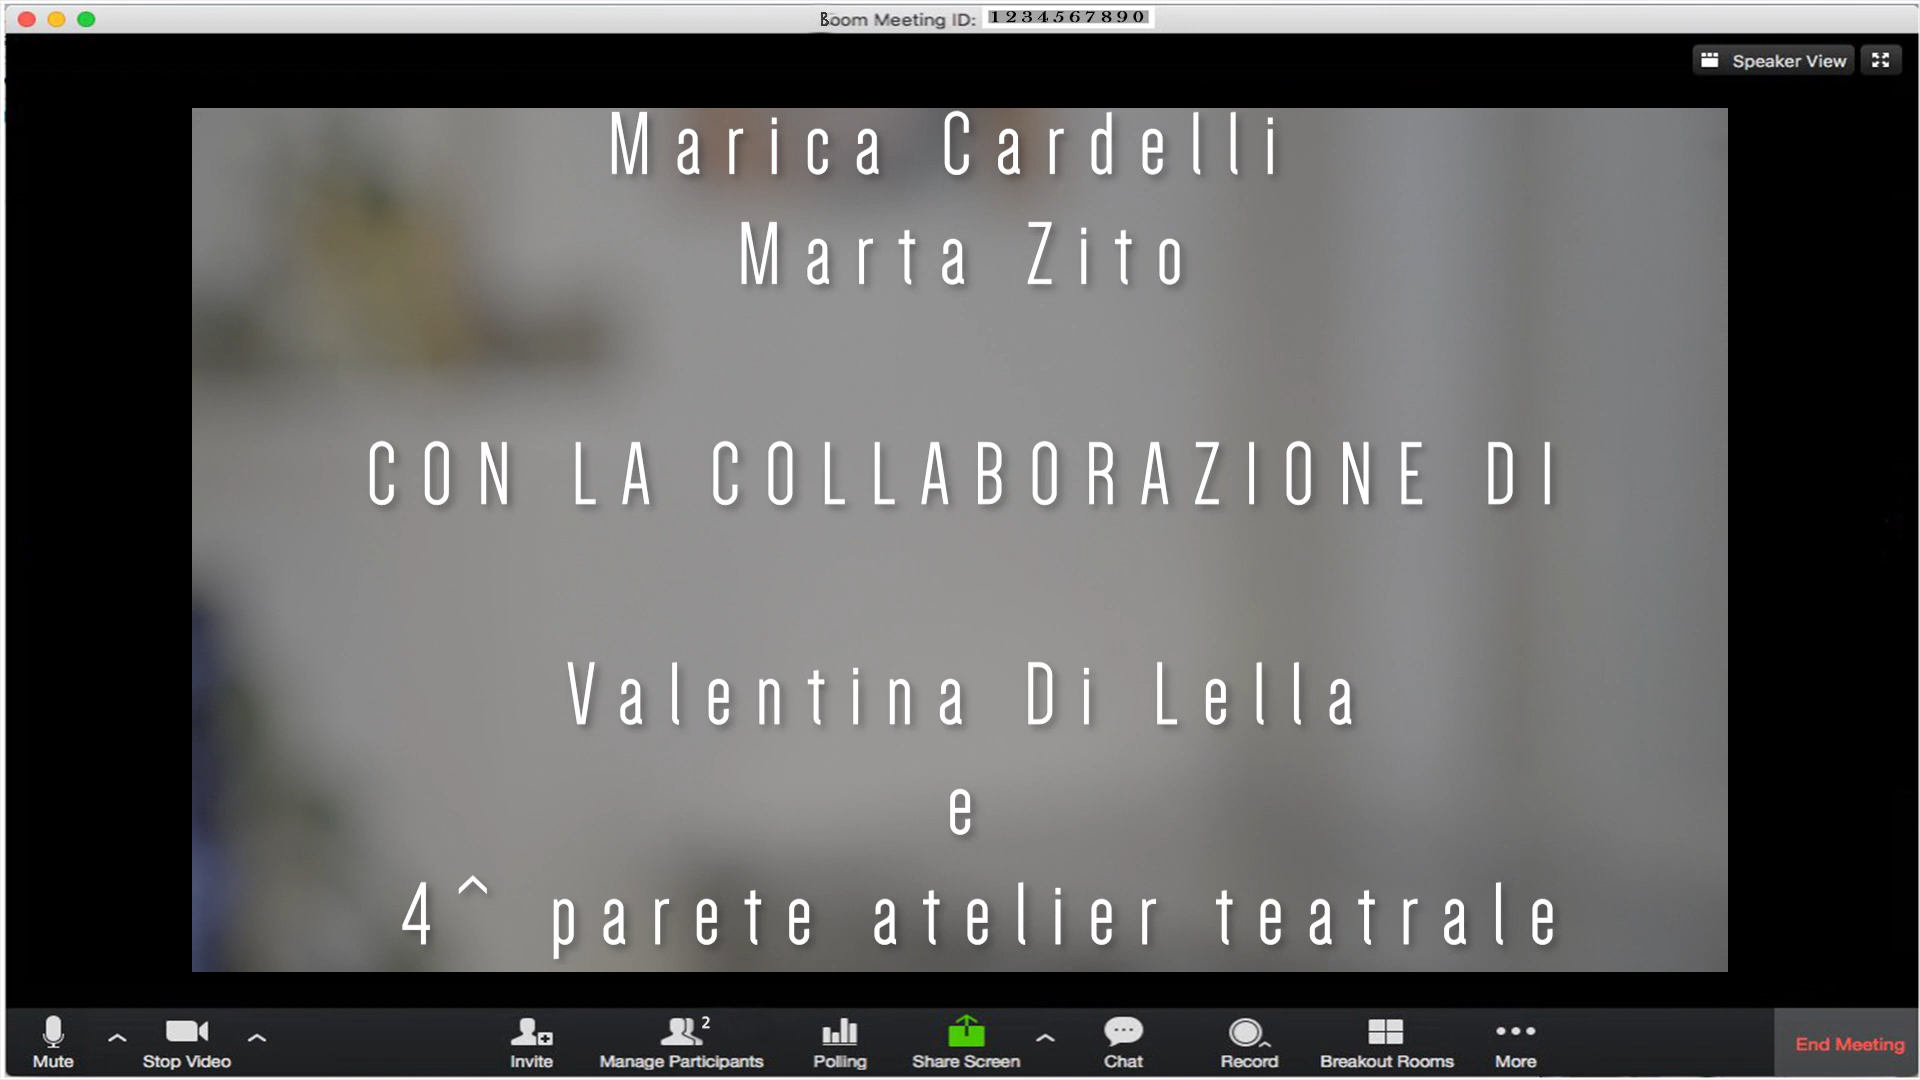 Boom Meeting ID: 1234567890
Speaker View
Marica Cardelli
Marta Zito
CON LA COLLABORAZIONE DI
Valentina Di Lella
e
4^ parete atelier teatrale
Mute
Stop Video
Invite
2
Manage Participants
Polling
Share Screen
Chat
Record
Breakout Rooms
More
End Meeting